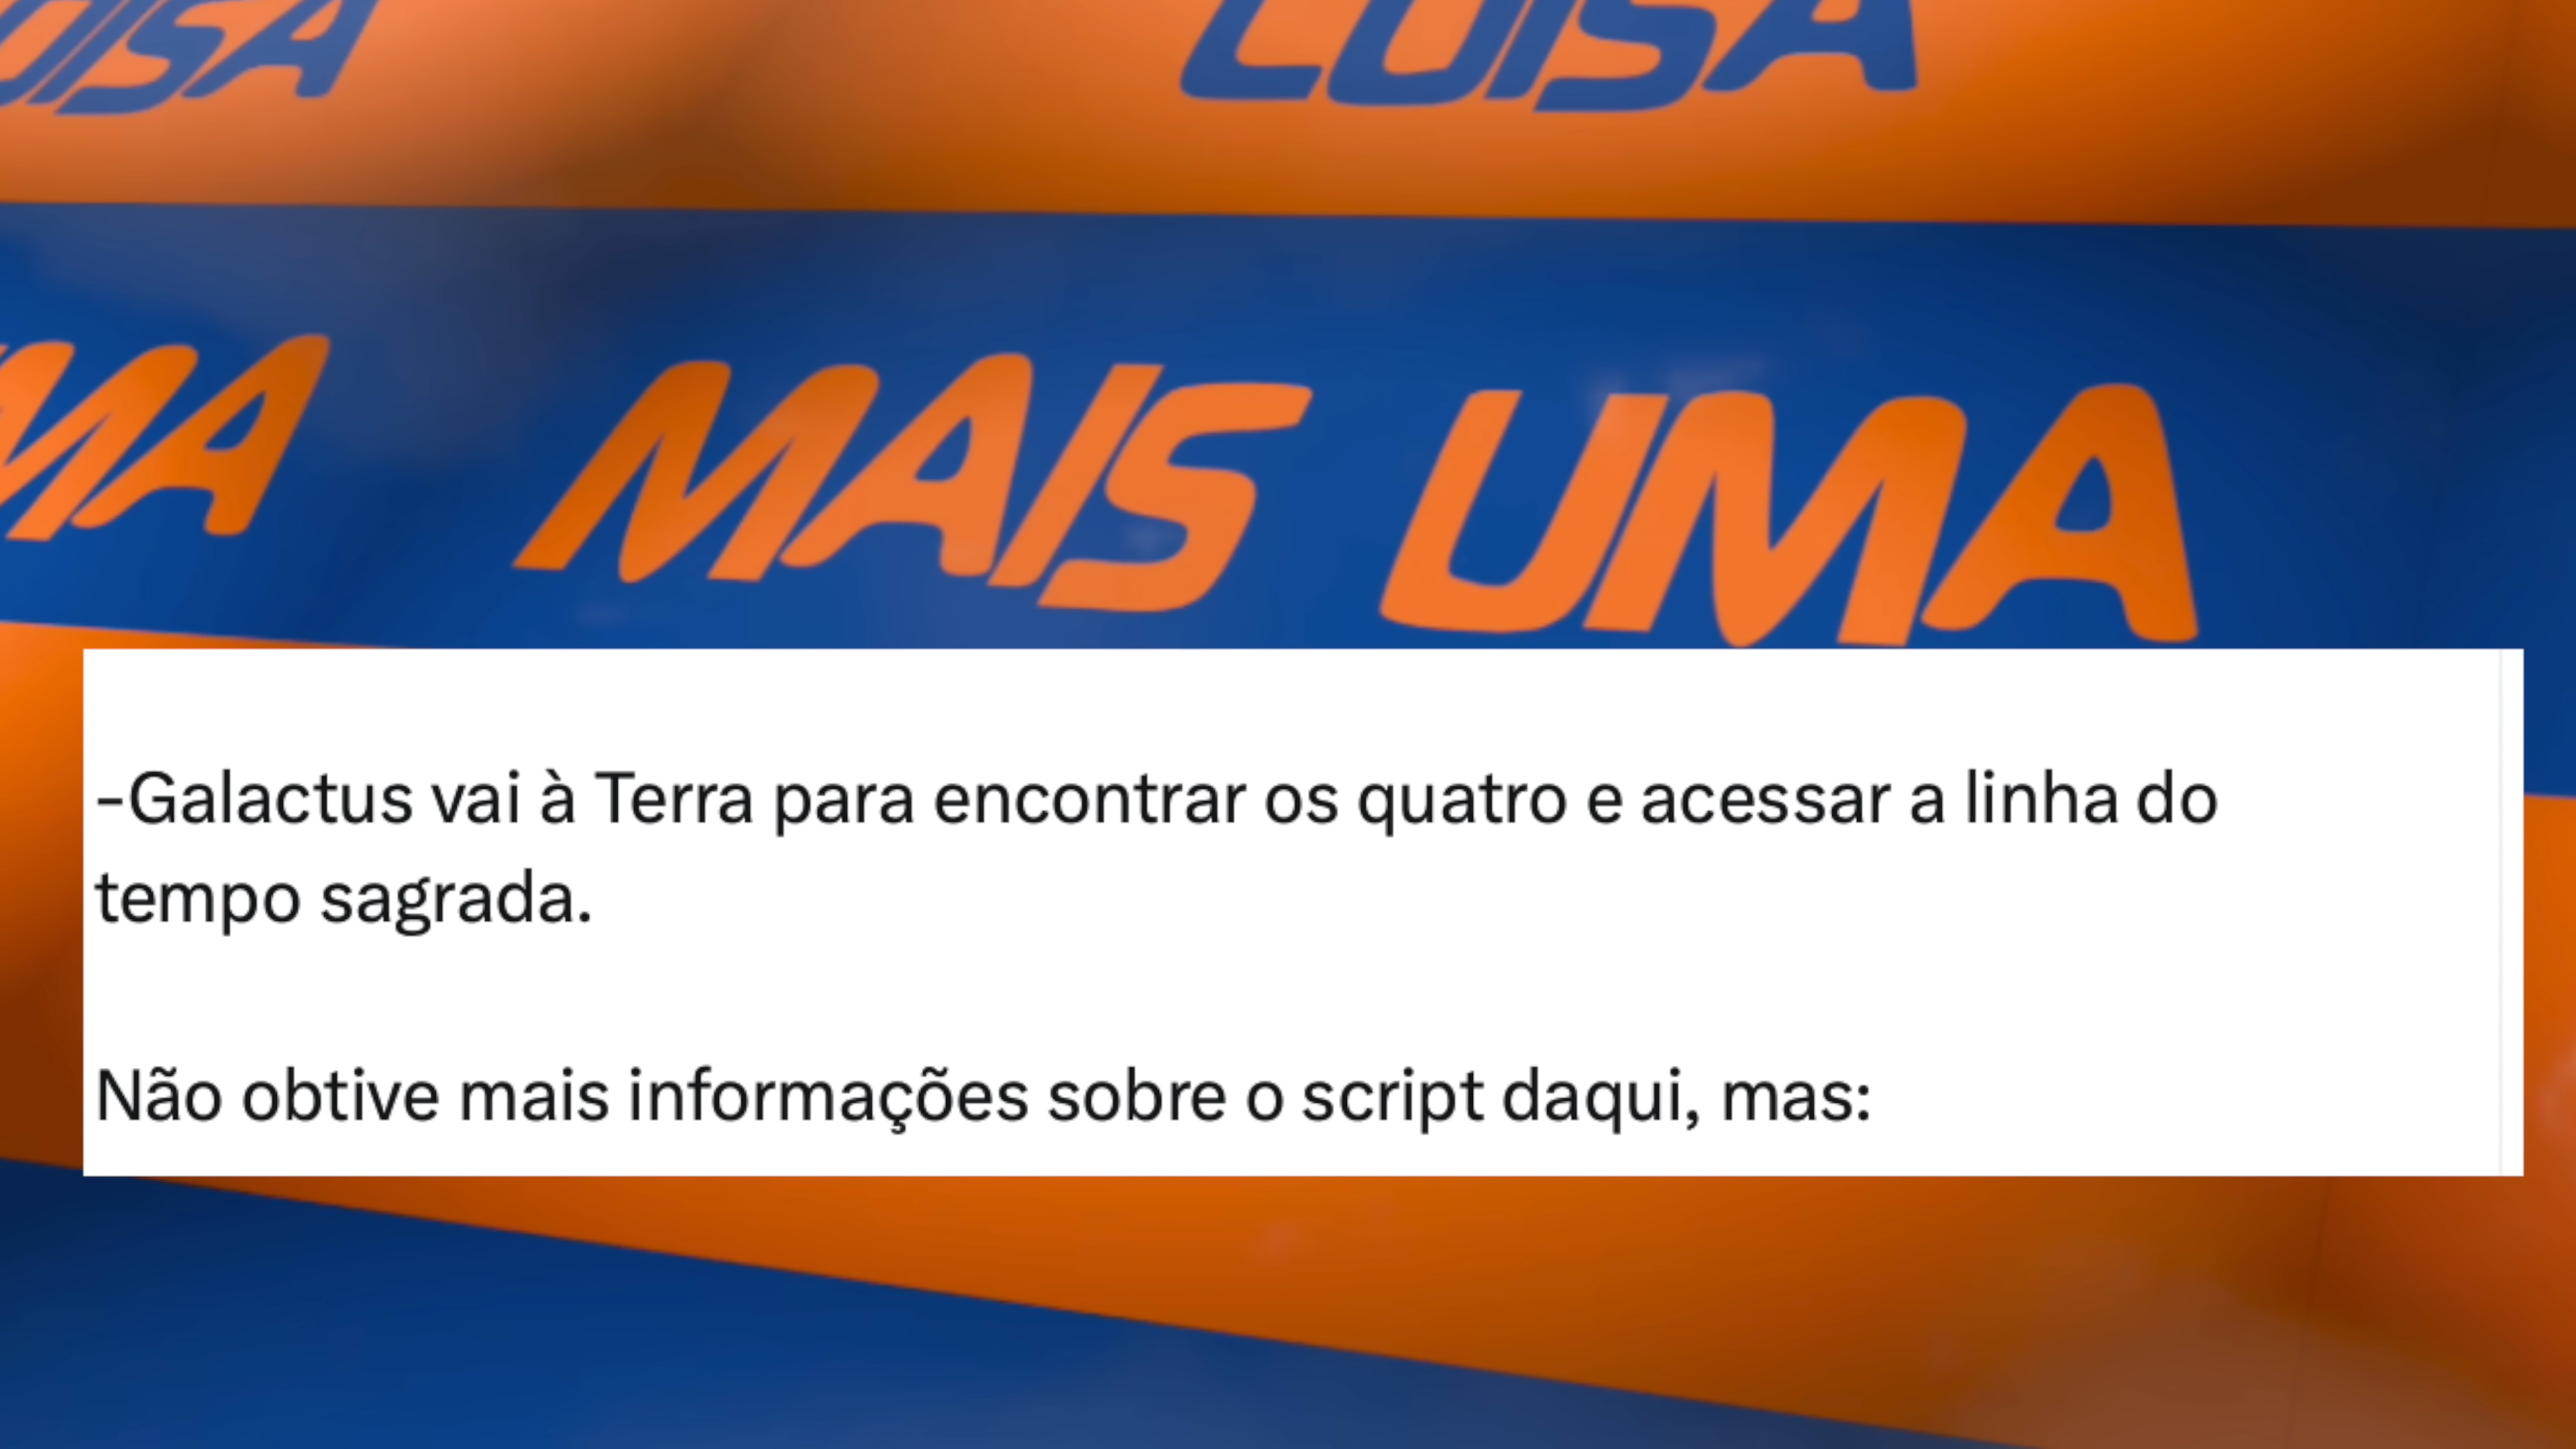 COISA
MAIS UMA
-Galactus vai à Terra para encontrar os quatro e acessar a linha do
tempo sagrada.
Não obtive mais informações sobre o script daqui, mas: